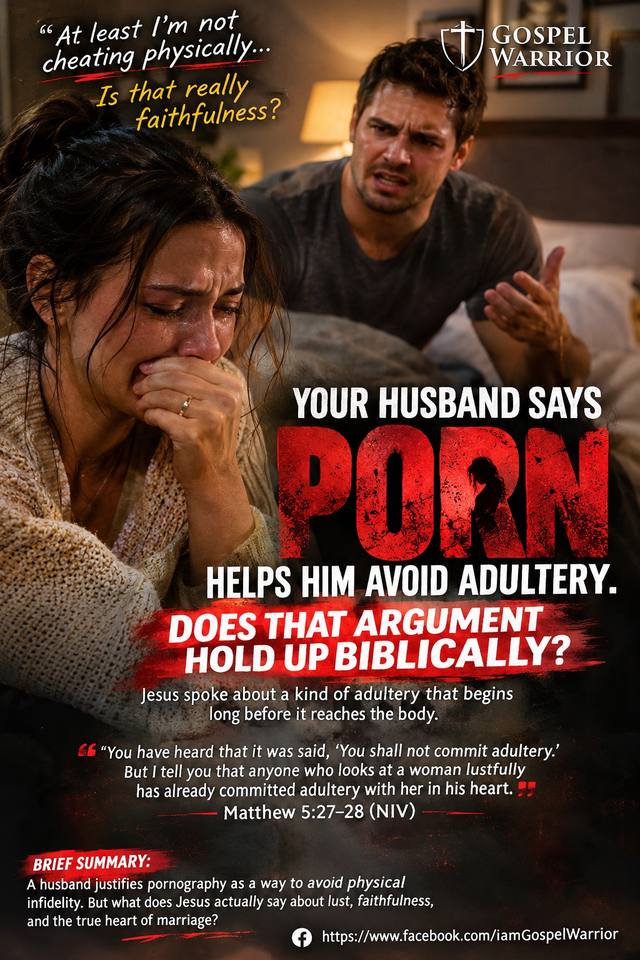 “At least I’m not
cheating physically...
Is that really
faithfulness?
GOSPEL
WARRIOR
YOUR HUSBAND SAYS
PORN
HELPS HIM AVOID ADULTERY.
DOES THAT ARGUMENT
HOLD UP BIBLICALLY?
Jesus spoke about a kind of adultery that begins
long before it reaches the body.
“You have heard that it was said, ‘You shall not commit adultery.’
But I tell you that anyone who looks at a woman lustfully
has already committed adultery with her in his heart. ”
Matthew 5:27–28 (NIV)
BRIEF SUMMARY:
A husband justifies pornography as a way to avoid physical
infidelity. But what does Jesus actually say about lust, faithfulness,
and the true heart of marriage?
https://www.facebook.com/iamGospelWarrior